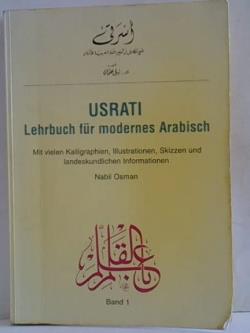 أسرتي
USRATI
Lehrbuch für modernes Arabisch
Mit vielen Kalligraphien, Illustrationen, Skizzen und
landeskundlichen Informationen
Nabil Osman
Band 1